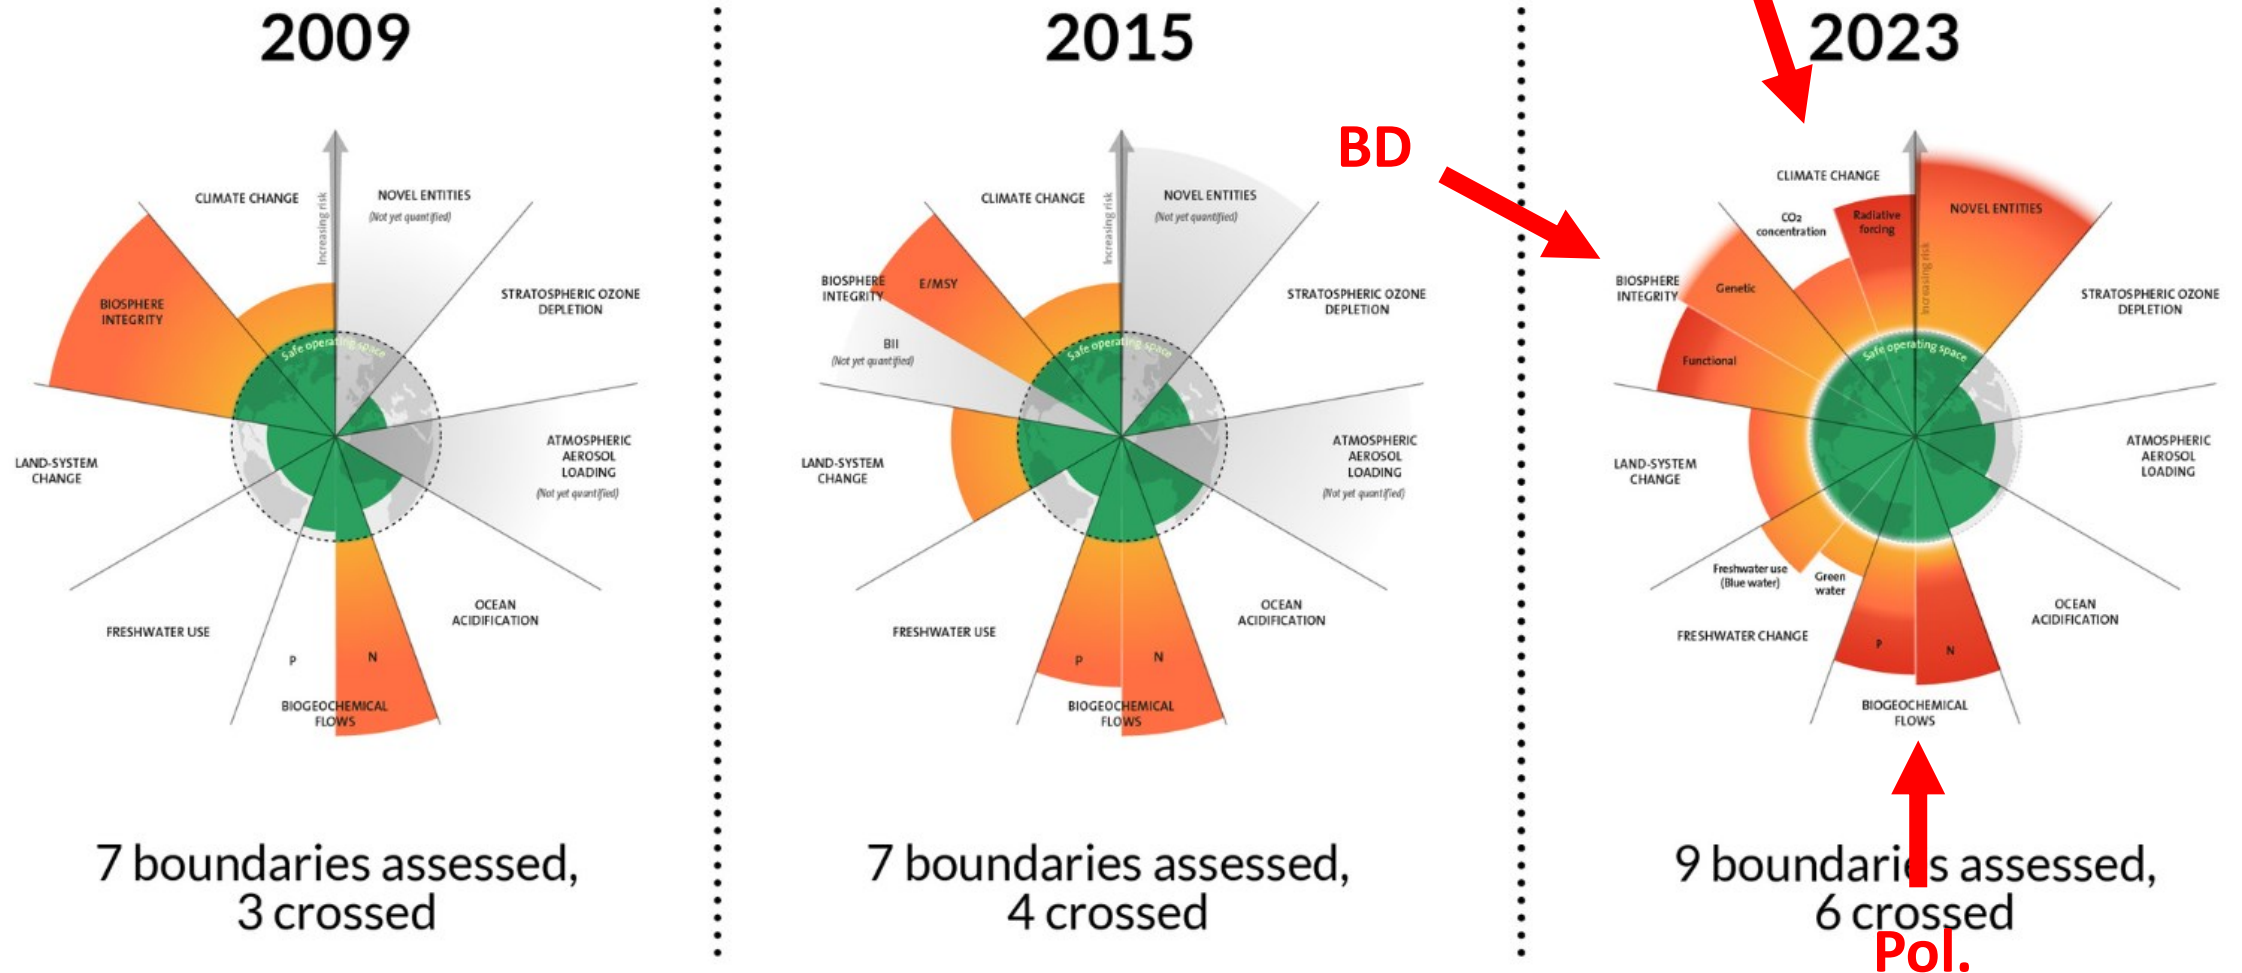 2009
CLIMATE CHANGE
Increasing risk
NOVEL ENTITIES
(Not yet quantified)
STRATOSPHERIC OZONE
DEPLETION
BIOSPHERE
INTEGRITY
Safe operating space
LAND-SYSTEM
CHANGE
ATMOSPHERIC
AEROSOL
LOADING
(Not yet quantified)
FRESHWATER USE
P
N
OCEAN
ACIDIFICATION
BIOGEOCHEMICAL
FLOWS
7 boundaries assessed,
3 crossed
2015
CLIMATE CHANGE
Increasing risk
NOVEL ENTITIES
(Not yet quantified)
STRATOSPHERIC OZONE
DEPLETION
BIOSPHERE
INTEGRITY
E/MSY
BII
(Not yet quantified)
Safe operating space
LAND-SYSTEM
CHANGE
ATMOSPHERIC
AEROSOL
LOADING
(Not yet quantified)
FRESHWATER USE
P
N
OCEAN
ACIDIFICATION
BIOGEOCHEMICAL
FLOWS
7 boundaries assessed,
4 crossed
2023
BD
CLIMATE CHANGE
CO2
concentration
Radiative
forcing
Increasing risk
NOVEL ENTITIES
STRATOSPHERIC OZONE
DEPLETION
BIOSPHERE
INTEGRITY
Genetic
Functional
Safe operating space
LAND-SYSTEM
CHANGE
ATMOSPHERIC
AEROSOL
LOADING
Freshwater use
(Blue water)
Green
water
FRESHWATER CHANGE
P
N
OCEAN
ACIDIFICATION
BIOGEOCHEMICAL
FLOWS
9 boundaries assessed,
6 crossed
Pol.